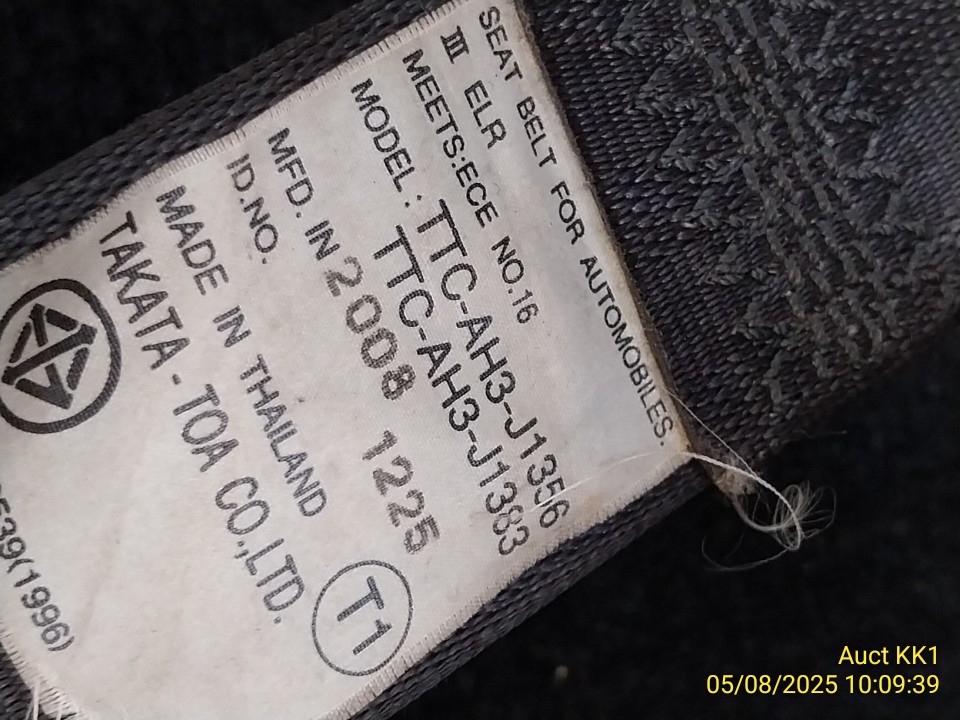 SEAT BELT FOR AUTOMOBILES.
Ⅲ ELR
MEETS:ECE NO.16
MODEL : TTC-AH3-J1356
TTC-AH3-J1383
MFD. IN 2008 1225
ID.NO.
MADE IN THAILAND
TAKATA - TOA CO.,LTD.
T1
539(1996)
Auct KK1
05/08/2025 10:09:39